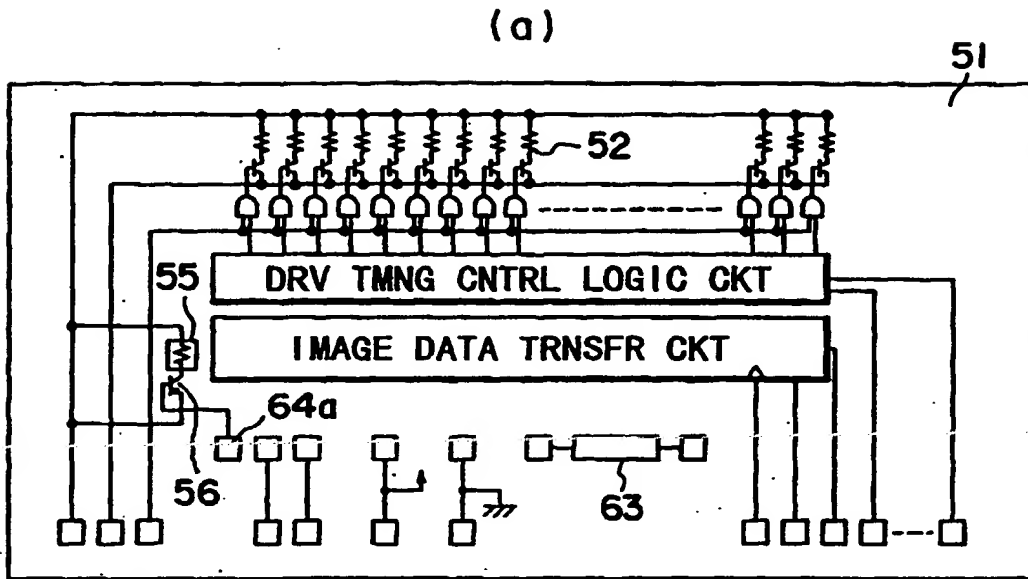 (a)
51
52
DRV TMNG CNTRL LOGIC CKT
55
IMAGE DATA TRNSFR CKT
64a
56
63